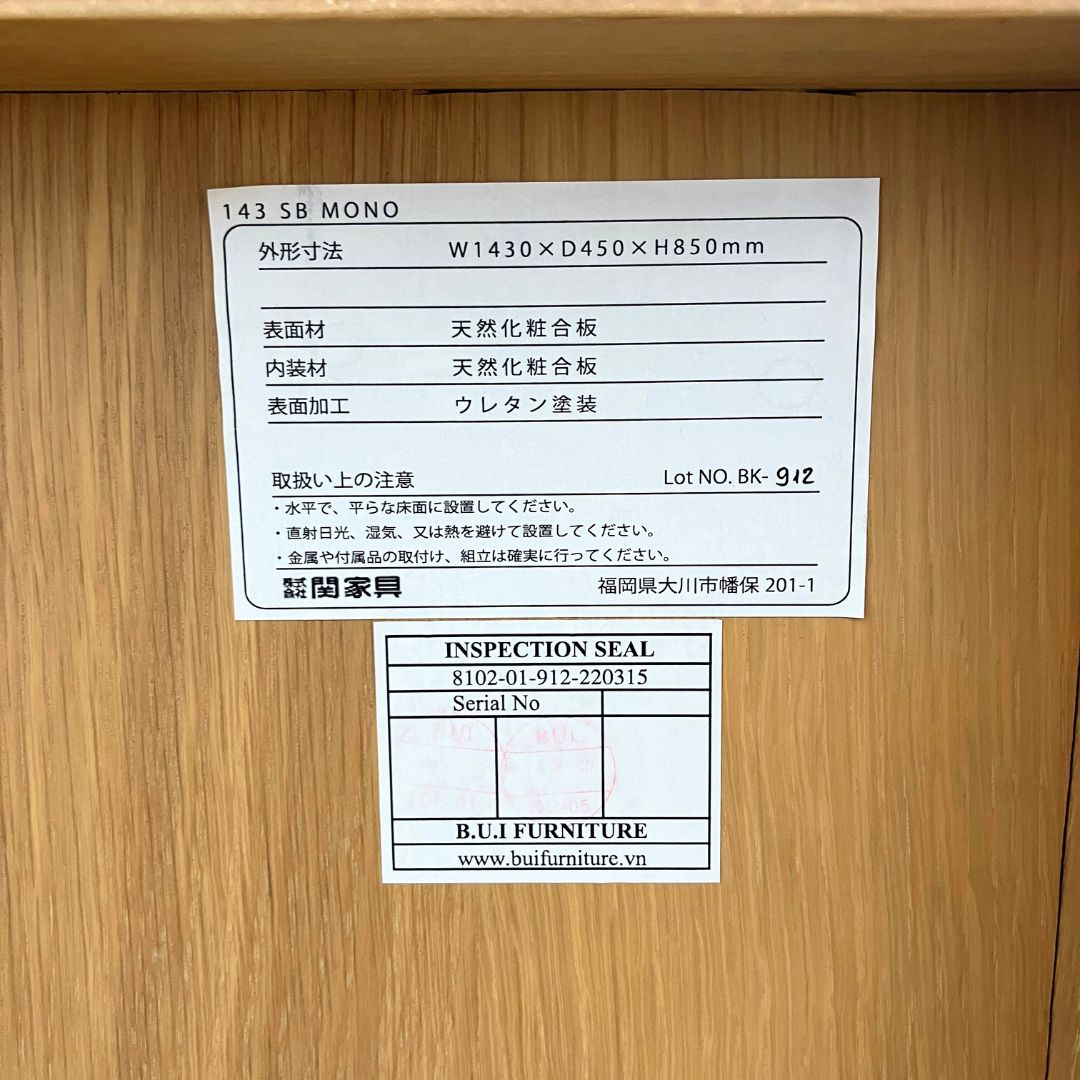 143 SB MONO
外形寸法 W1430×D450×H850mm
表面材 天然化粧合板
内装材 天然化粧合板
表面加工 ウレタン塗装
取扱い上の注意 Lot NO. BK-912
・水平で、平らな床面に設置してください。
・直射日光、湿気、又は熱を避けて設置してください。
・金属や付属品の取付け、組立は確実に行ってください。
株式会社 関家具 福岡県大川市幡保 201-1
INSPECTION SEAL
8102-01-912-220315
Serial No
BUI
QC-05
B.U.I FURNITURE
www.buifurniture.vn